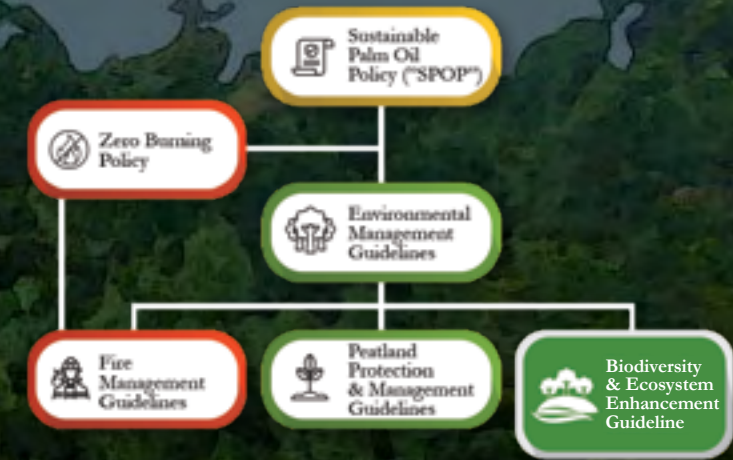 Sustainable
Palm Oil
Policy ("SPOP")
Zero Burning
Policy
Environmental
Management
Guidelines
Fire
Management
Guidelines
Peatland
Protection
& Management
Guidelines
Biodiversity
& Ecosystem
Enhancement
Guideline